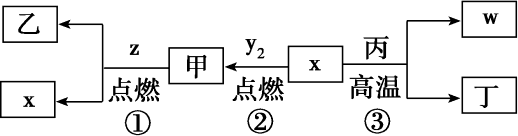 乙 z 甲 y₂ x 丙 w
x 点燃 点燃 高温 丁
① ② ③